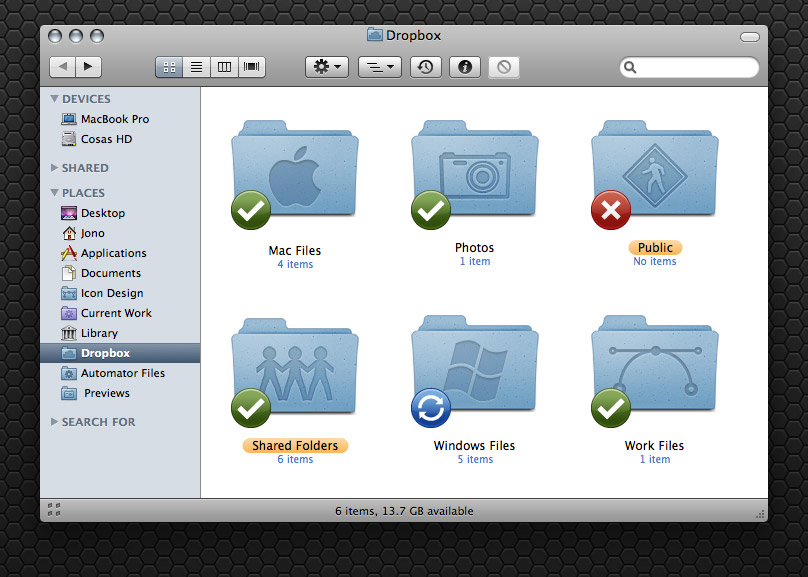 Dropbox
DEVICES
MacBook Pro
Cosas HD
SHARED
PLACES
Desktop
Jono
Applications
Documents
Icon Design
Current Work
Library
Dropbox
Automator Files
Previews
SEARCH FOR
Mac Files
4 items
Photos
1 item
Public
No items
Shared Folders
6 items
Windows Files
5 items
Work Files
1 item
6 items, 13.7 GB available